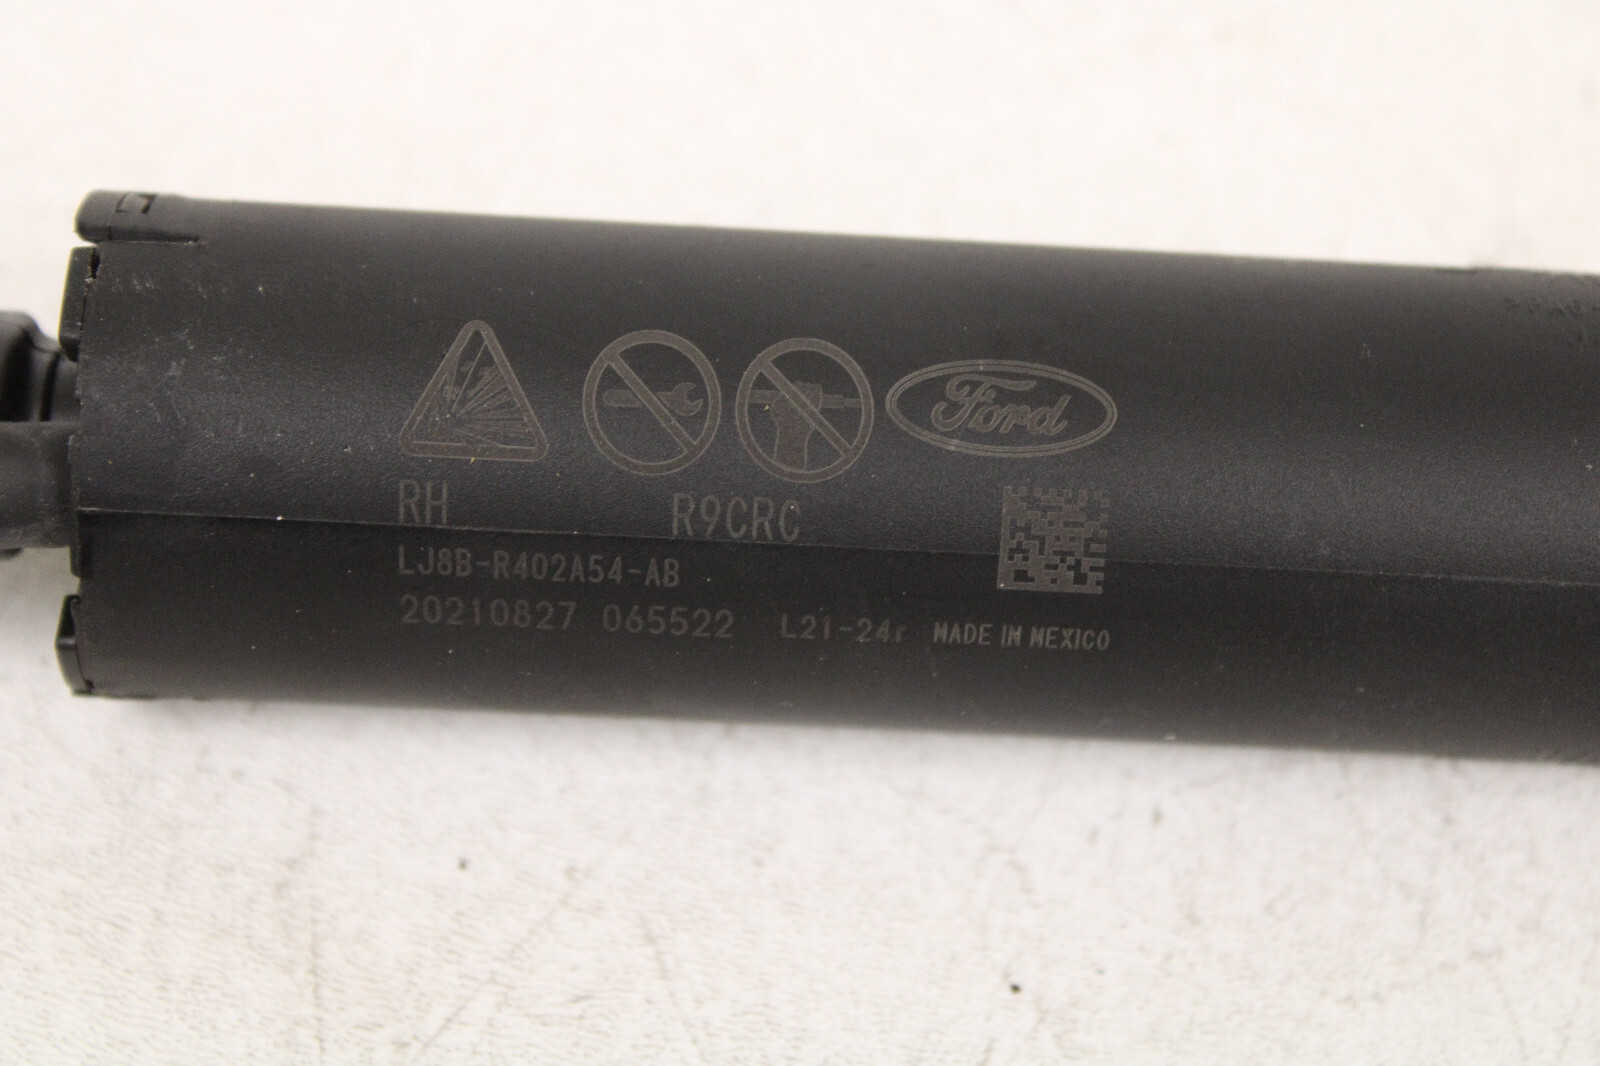 Ford
RH R9CRC
LJ8B-R402A54-AB
20210827 065522 L21-24r MADE IN MEXICO